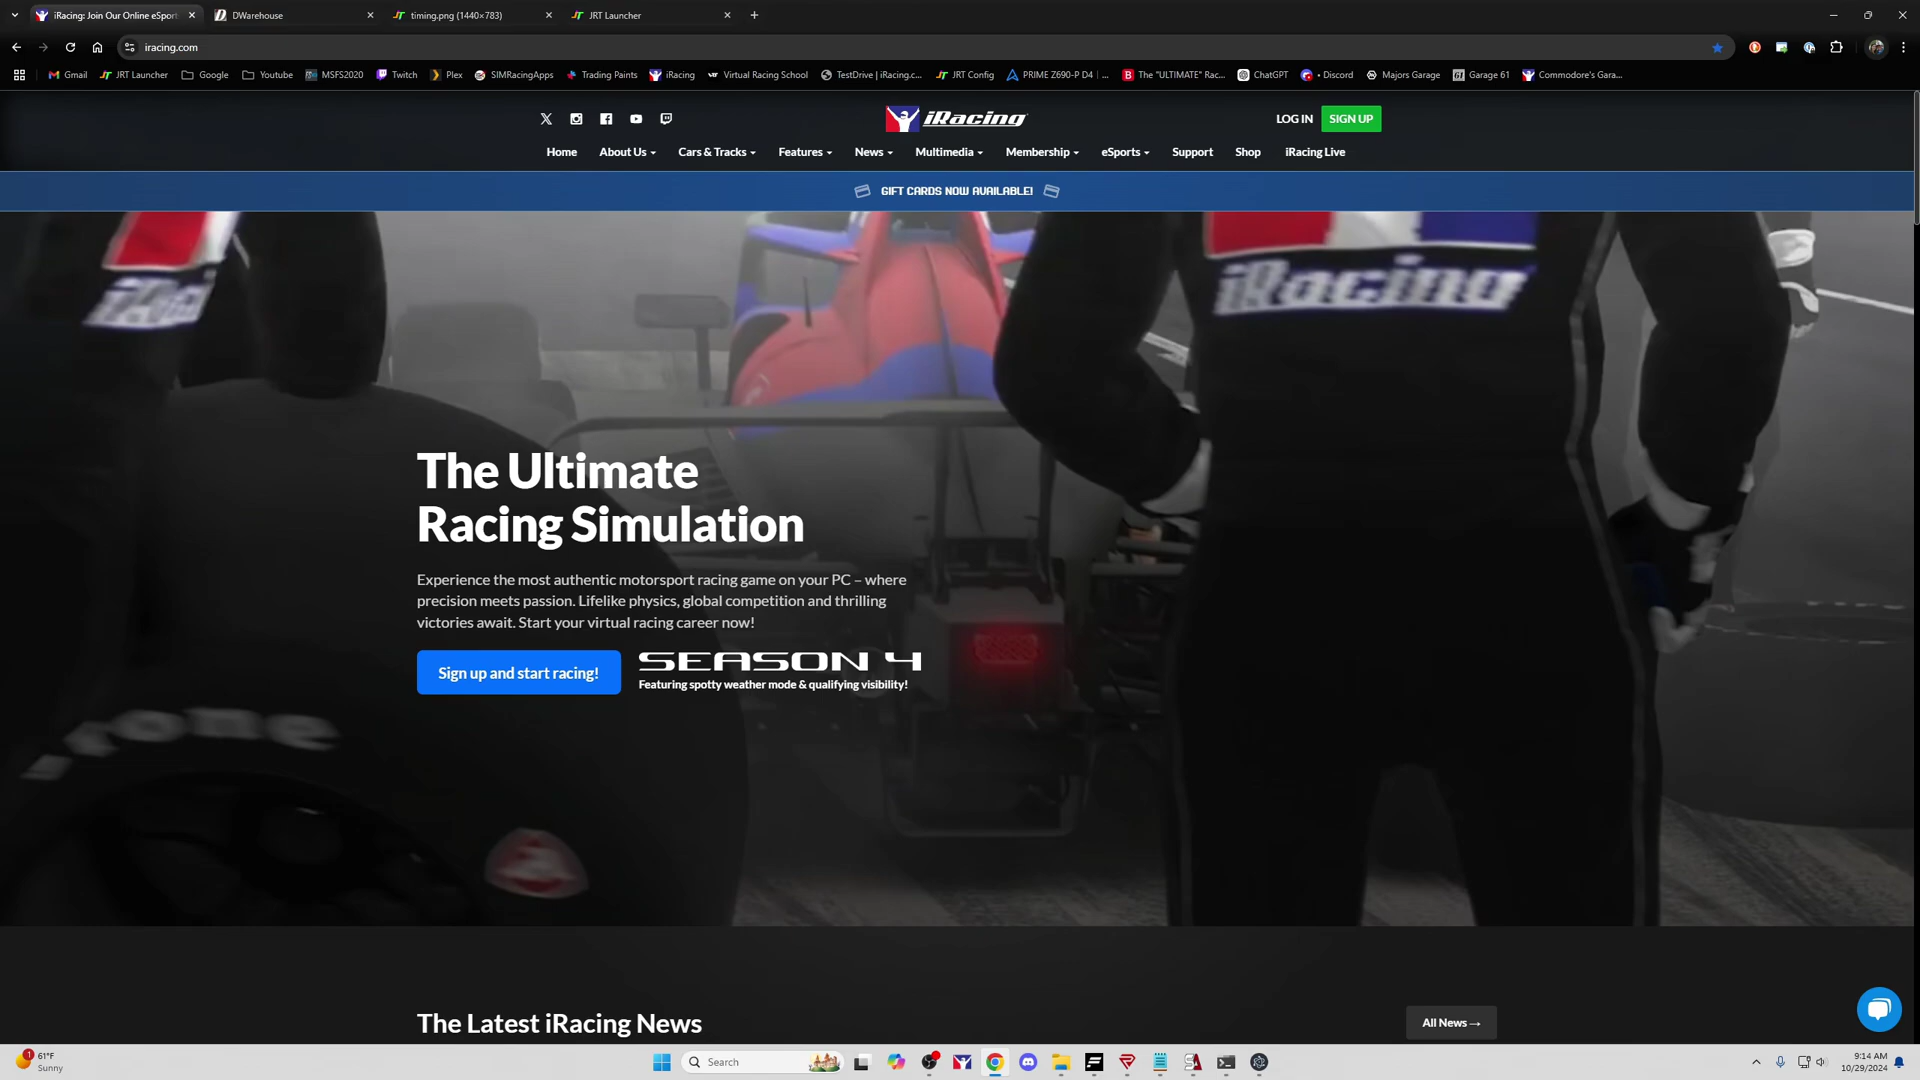 iRacing: Join Our Online eSport
DWarehouse
timing.png (1440×783)
JRT Launcher
iracing.com
Gmail
JRT Launcher
Google
Youtube
MSFS2020
Twitch
Plex
SIMRacingApps
Trading Paints
iRacing
Virtual Racing School
TestDrive | iRacing.c...
JRT Config
PRIME Z690-P D4 | ...
The "ULTIMATE" Rac...
ChatGPT
• Discord
Majors Garage
Garage 61
Commodore's Gara...
iRacing
LOG IN
SIGN UP
Home
About Us
Cars & Tracks
Features
News
Multimedia
Membership
eSports
Support
Shop
iRacing Live
GIFT CARDS NOW AVAILABLE!
iRacing
The Ultimate
Racing Simulation
Experience the most authentic motorsport racing game on your PC – where
precision meets passion. Lifelike physics, global competition and thrilling
victories await. Start your virtual racing career now!
Sign up and start racing!
SEASON 4
Featuring spotty weather mode & qualifying visibility!
The Latest iRacing News
All News →
1
61°F
Sunny
Search
9:14 AM
10/29/2024